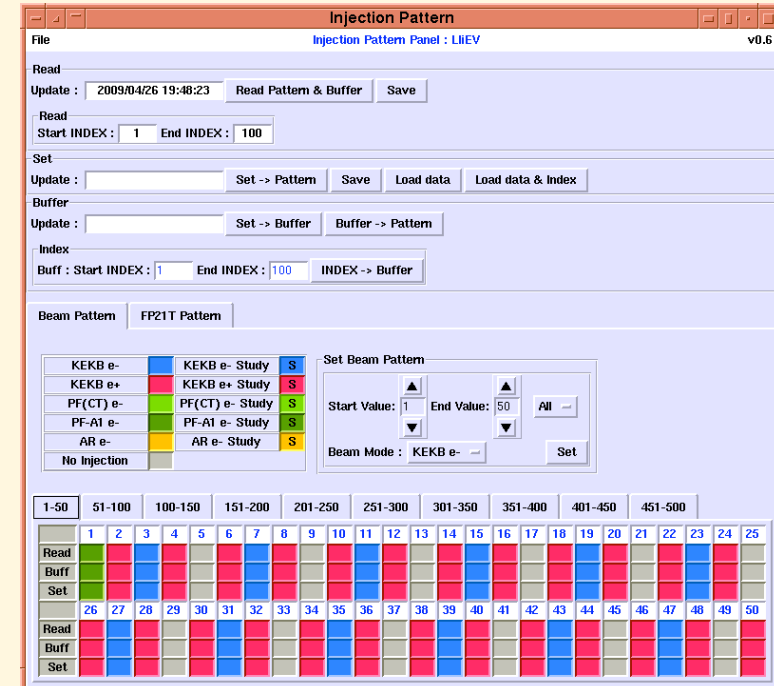 Injection Pattern
File Injection Pattern Panel : LIiEV v0.6
Read
Update : 2009/04/26 19:48:23 Read Pattern & Buffer Save
Read
Start INDEX : 1 End INDEX : 100
Set
Update : Set -> Pattern Save Load data Load data & Index
Buffer
Update : Set -> Buffer Buffer -> Pattern
Index
Buff : Start INDEX : 1 End INDEX : 100 INDEX -> Buffer
Beam Pattern FP21T Pattern
KEKB e- KEKB e- Study S
KEKB e+ KEKB e+ Study S
PF(CT) e- PF(CT) e- Study S
PF-A1 e- PF-A1 e- Study S
AR e- AR e- Study S
No Injection
Set Beam Pattern
Start Value: 1 End Value: 50 All
Beam Mode : KEKB e- Set
1-50 51-100 100-150 151-200 201-250 251-300 301-350 351-400 401-450 451-500
1 2 3 4 5 6 7 8 9 10 11 12 13 14 15 16 17 18 19 20 21 22 23 24 25
Read
Buff
Set
26 27 28 29 30 31 32 33 34 35 36 37 38 39 40 41 42 43 44 45 46 47 48 49 50
Read
Buff
Set